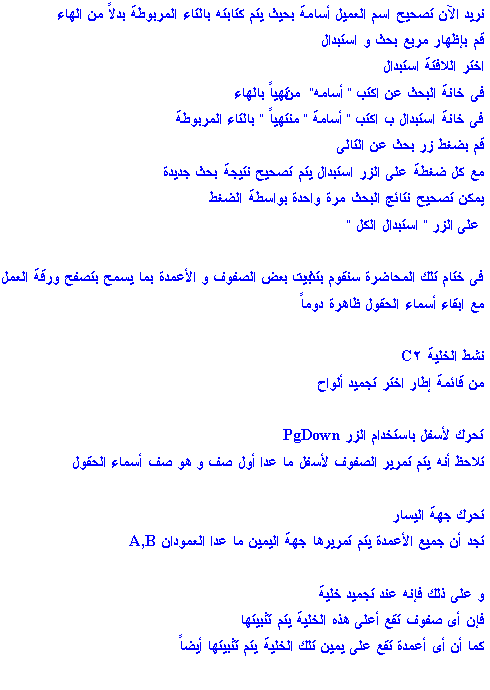 نريد الآن تصحيح اسم العميل أسامة بحيث يتم كتابته بالتاء المربوطة بدلاً من الهاء
قم بإظهار مربع بحث و استبدال
اختر اللافتة استبدال
فى خانة البحث عن اكتب " أسامه" منتهياً بالهاء
فى خانة استبدال ب اكتب " أسامة " منتهياً " بالتاء المربوطة
قم بضغط زر بحث عن التالى
مع كل ضغطة على الزر استبدال يتم تصحيح نتيجة بحث جديدة
يمكن تصحيح نتائج البحث مرة واحدة بواسطة الضغط
على الزر " استبدال الكل "
فى ختام تلك المحاضرة سنقوم بتثبيت بعض الصفوف و الأعمدة بما يسمح بتصفح ورقة العمل
مع ابقاء أسماء الحقول ظاهرة دوماً
نشط الخلية C٢
من قائمة إطار اختر تجميد ألواح
تحرك لأسفل باستخدام الزر PgDown
تلاحظ أنه يتم تمرير الصفوف لأسفل ما عدا أول صف و هو صف أسماء الحقول
تحرك جهة اليسار
تجد أن جميع الأعمدة يتم تمريرها جهة اليمين ما عدا العمودان A,B
و على ذلك فإنه عند تجميد خلية
فإن أى صفوف تقع أعلى هذه الخلية يتم تثبيتها
كما أن أى أعمدة تقع على يمين تلك الخلية يتم تثبيتها أيضاً